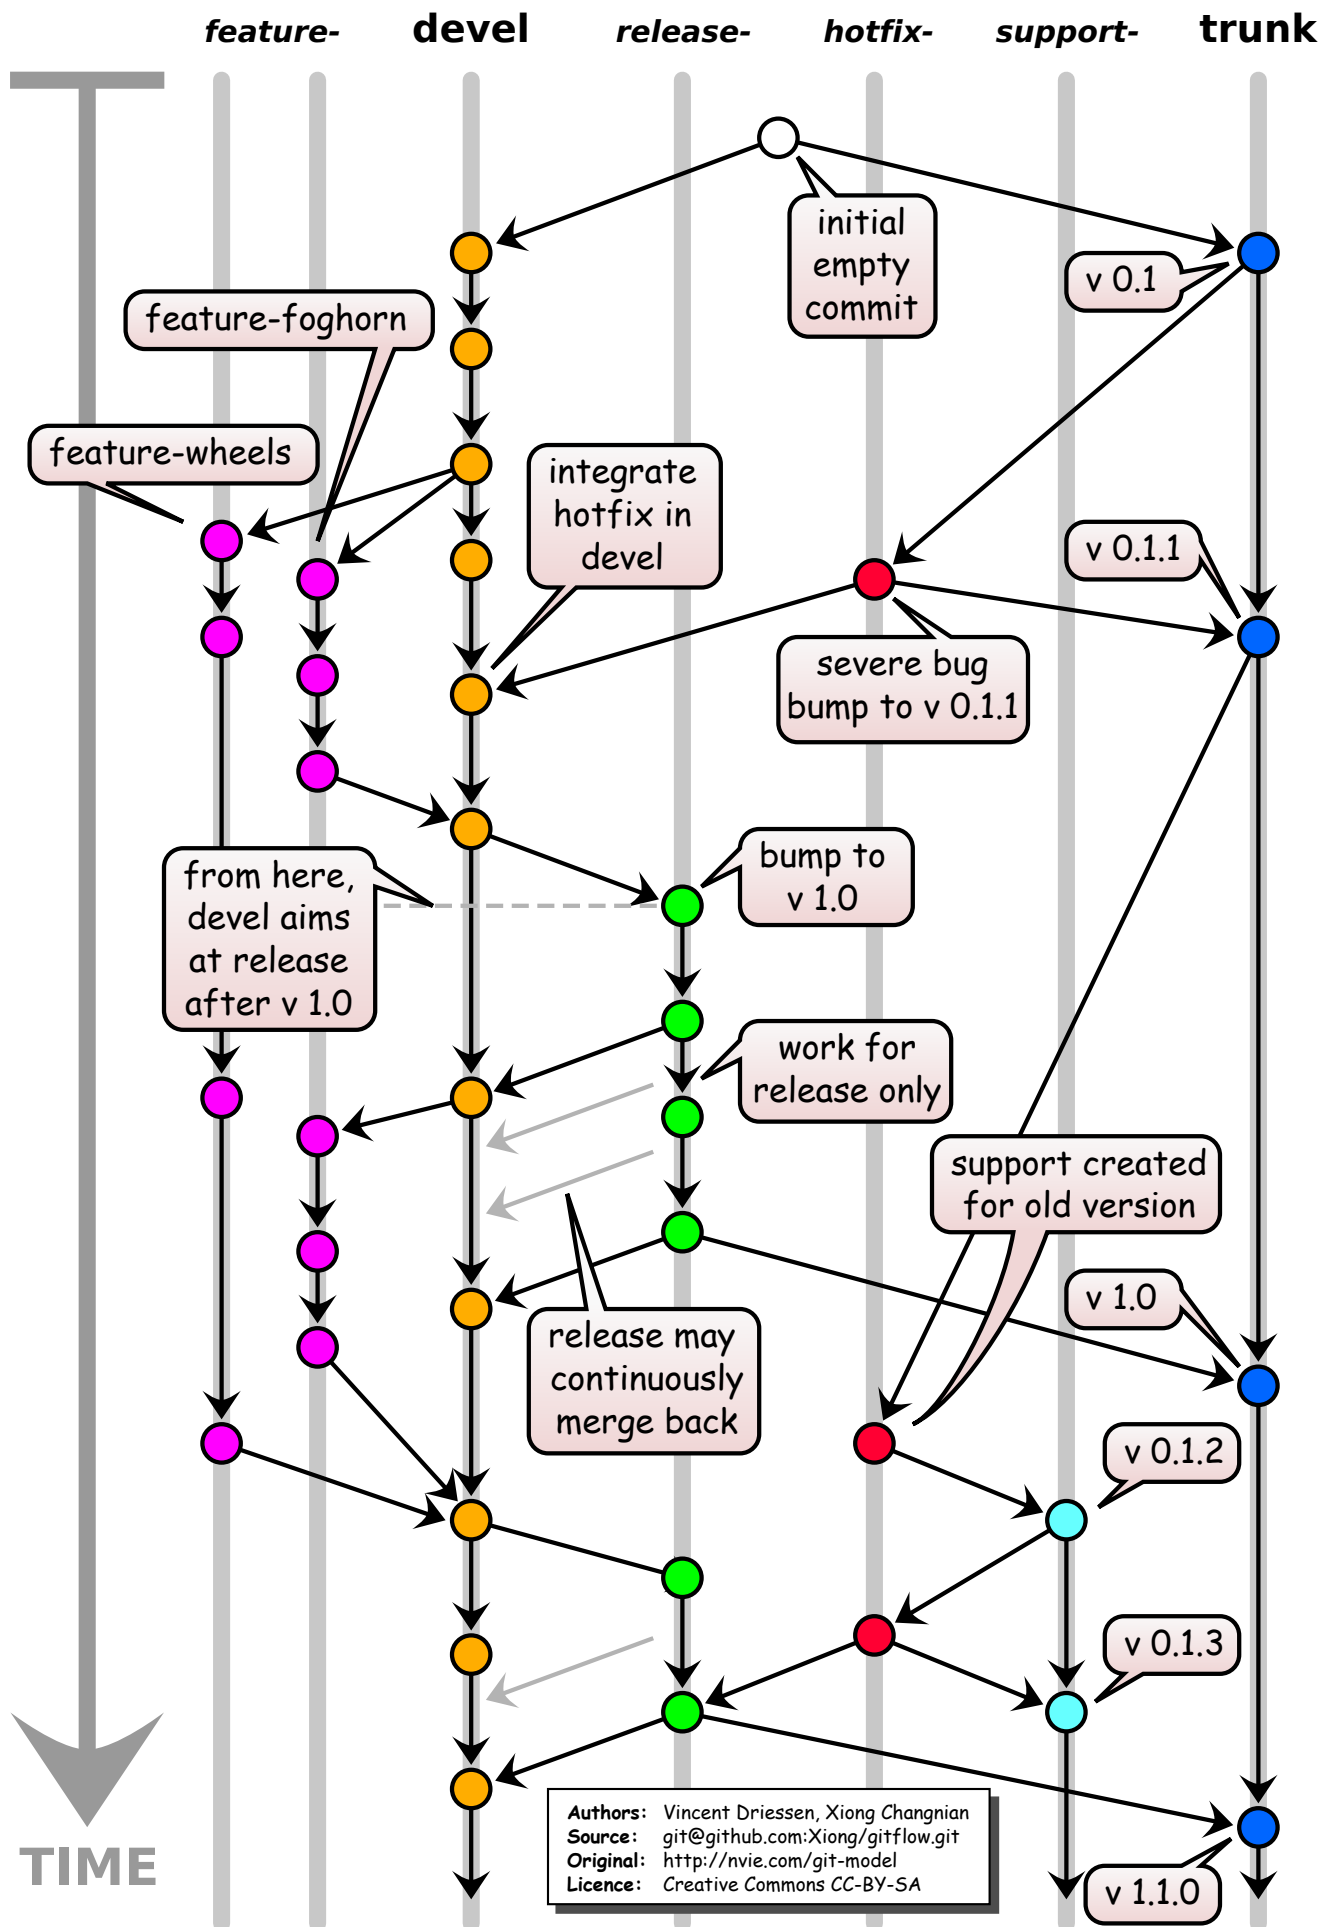 feature-
devel
release-
hotfix-
support-
trunk
initial
empty
commit
v 0.1
feature-foghorn
feature-wheels
integrate
hotfix in
devel
v 0.1.1
severe bug
bump to v 0.1.1
bump to
v 1.0
from here,
devel aims
at release
after v 1.0
work for
release only
support created
for old version
v 1.0
release may
continuously
merge back
v 0.1.2
v 0.1.3
Authors: Vincent Driessen, Xiong Changnian
Source: git@github.com:Xiong/gitflow.git
Original: http://nvie.com/git-model
Licence: Creative Commons CC-BY-SA
TIME
v 1.1.0